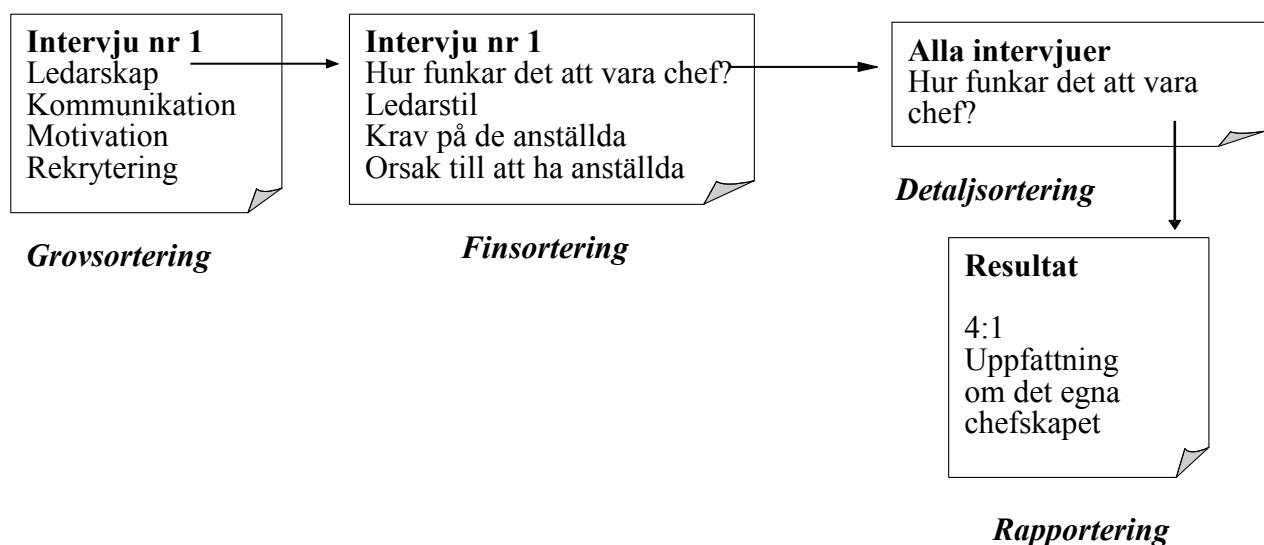 Intervju nr 1
Ledarskap
Kommunikation
Motivation
Rekrytering
Grovsortering
Intervju nr 1
Hur funkar det att vara chef?
Ledarstil
Krav på de anställda
Orsak till att ha anställda
Finsortering
Alla intervjuer
Hur funkar det att vara
chef?
Detaljsortering
Resultat
4:1
Uppfattning
om det egna
chefskapet
Rapportering